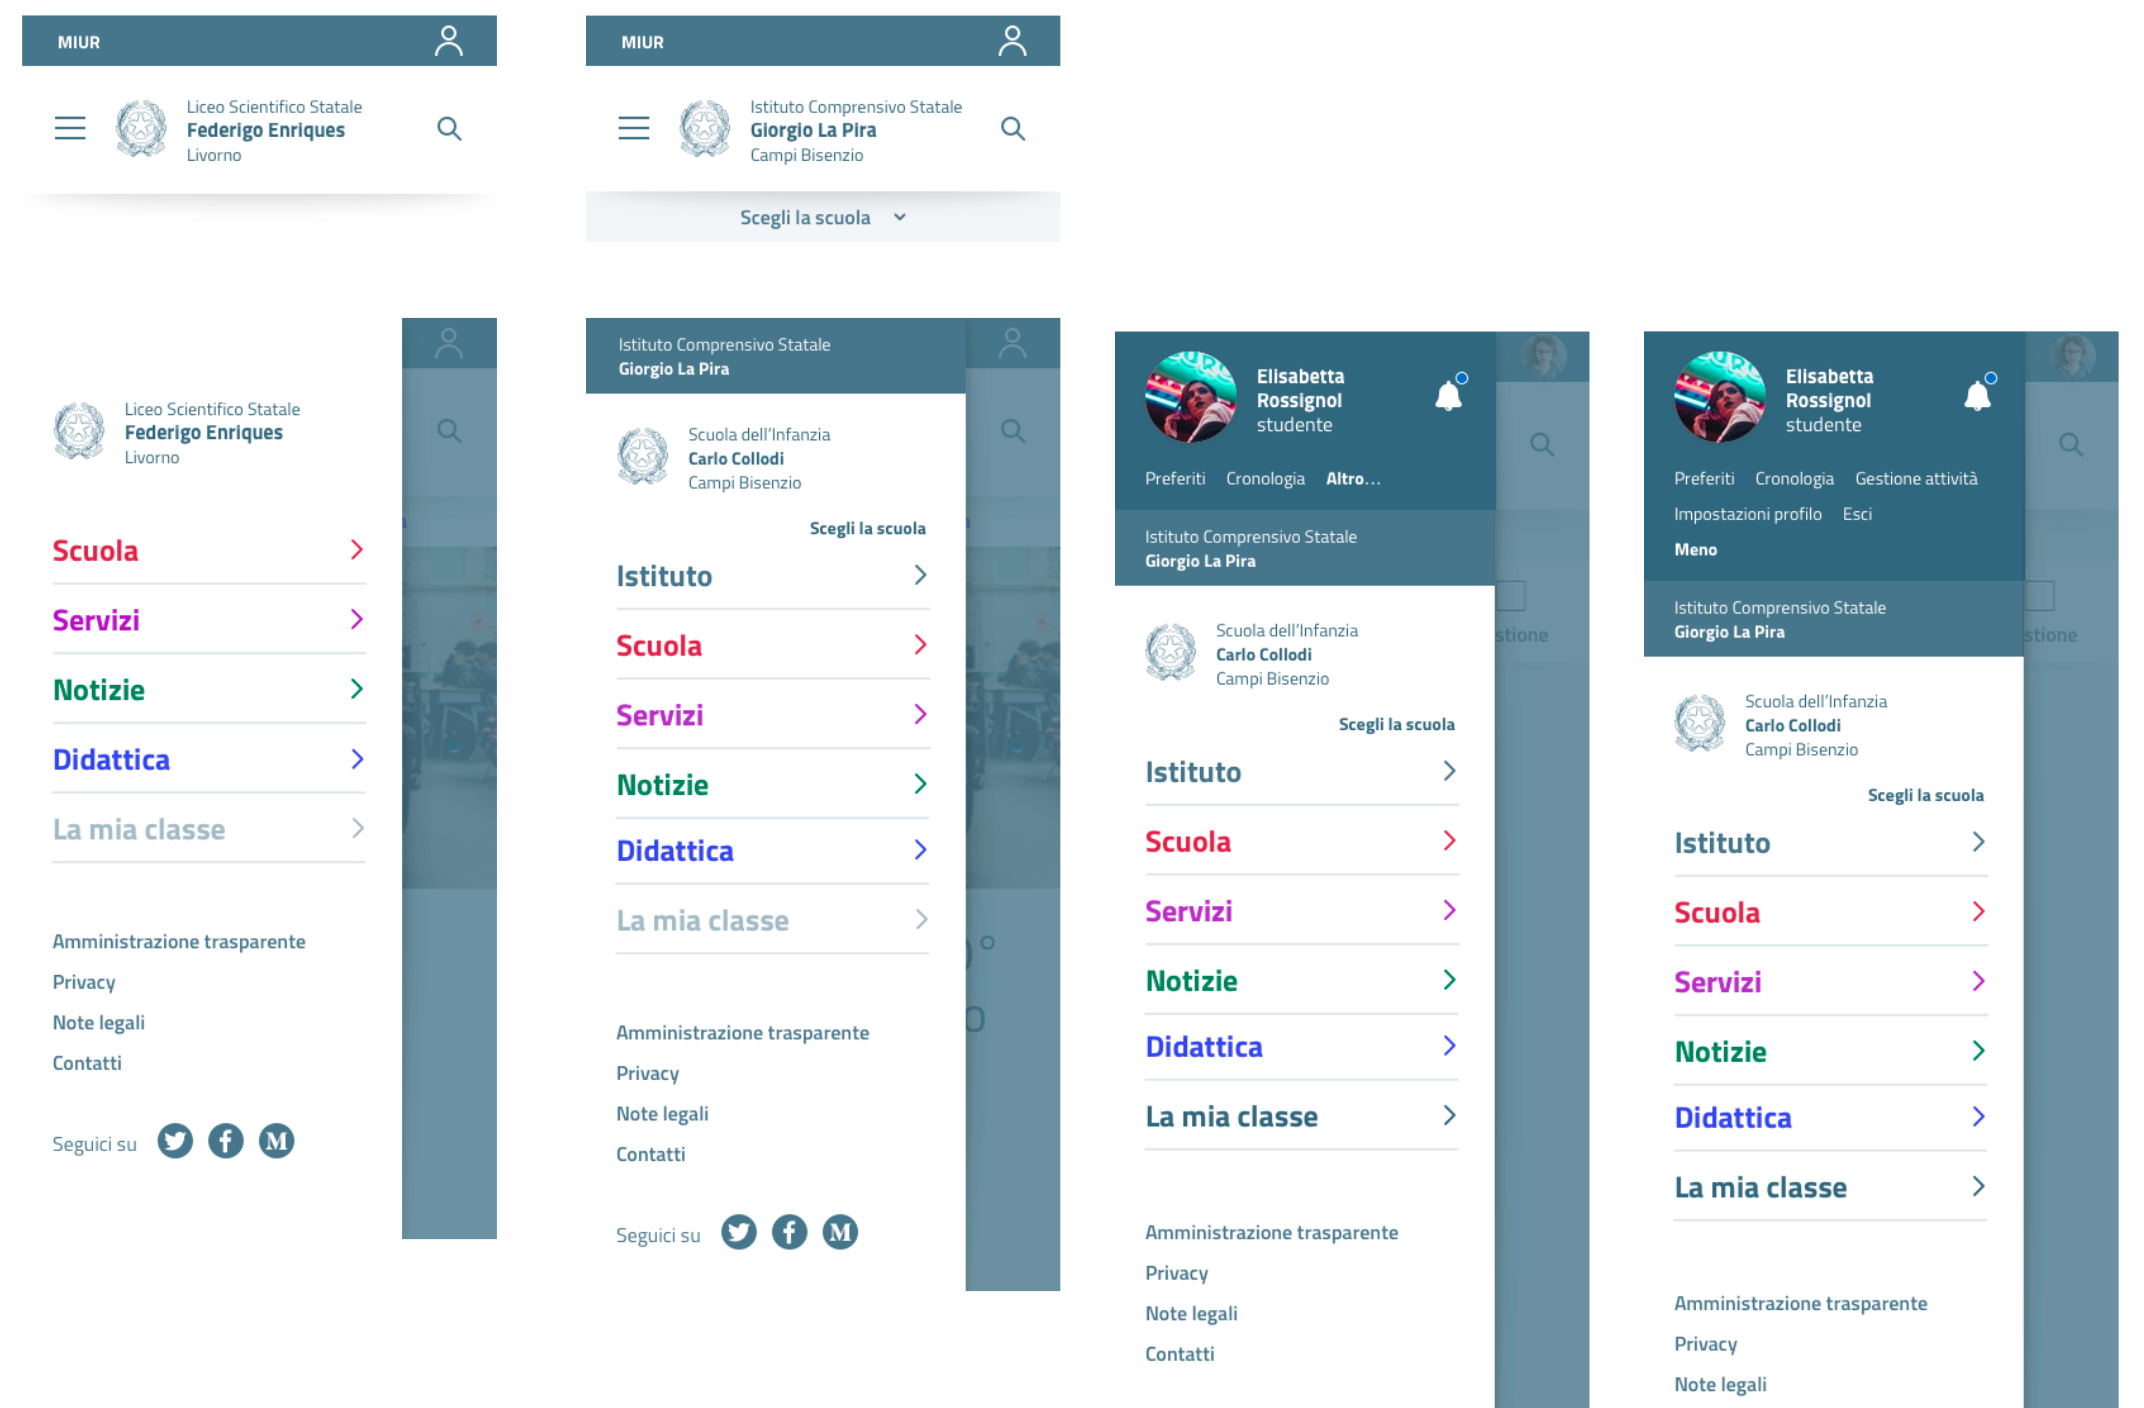 MIUR
Liceo Scientifico Statale
Federigo Enriques
Livorno
MIUR
Istituto Comprensivo Statale
Giorgio La Pira
Campi Bisenzio
Scegli la scuola
Liceo Scientifico Statale
Federigo Enriques
Livorno
Scuola
Servizi
Notizie
Didattica
La mia classe
Amministrazione trasparente
Privacy
Note legali
Contatti
Seguici su
Istituto Comprensivo Statale
Giorgio La Pira
Scuola dell'Infanzia
Carlo Collodi
Campi Bisenzio
Scegli la scuola
Istituto
Scuola
Servizi
Notizie
Didattica
La mia classe
Amministrazione trasparente
Privacy
Note legali
Contatti
Seguici su
Elisabetta
Rossignol
studente
Preferiti Cronologia Altro...
Istituto Comprensivo Statale
Giorgio La Pira
stione
Scuola dell'Infanzia
Carlo Collodi
Campi Bisenzio
Scegli la scuola
Istituto
Scuola
Servizi
Notizie
Didattica
La mia classe
Amministrazione trasparente
Privacy
Note legali
Contatti
Elisabetta
Rossignol
studente
Preferiti Cronologia Gestione attività
Impostazioni profilo Esci
Meno
Istituto Comprensivo Statale
Giorgio La Pira
stione
Scuola dell'Infanzia
Carlo Collodi
Campi Bisenzio
Scegli la scuola
Istituto
Scuola
Servizi
Notizie
Didattica
La mia classe
Amministrazione trasparente
Privacy
Note legali